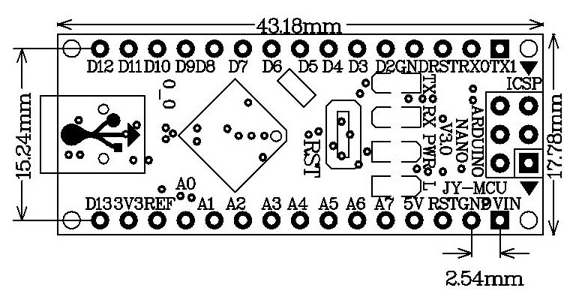 43.18mm
D12 D11 D10 D9 D8 D7 D6 D5 D4 D3 D2 GND RST RX0 TX1
ICSP
0_0
TX
RX
PWR
L
RST
ARDUINO
NANO
V3.0
15.24mm
17.78mm
A0
JY-MCU
D13 3V3 REF A1 A2 A3 A4 A5 A6 A7 5V RST GND VIN
2.54mm